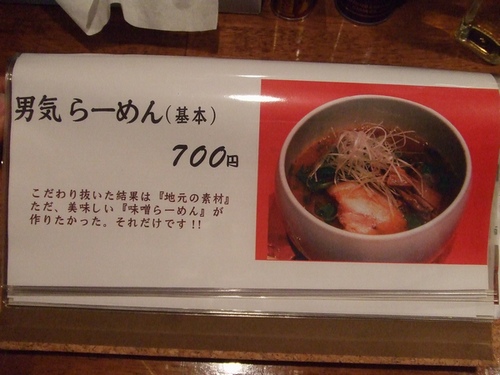 男気らーめん(基本)
700円
こだわり抜いた結果は『地元の素材』
ただ、美味しい『味噌らーめん』が
作りたかった。それだけです!!